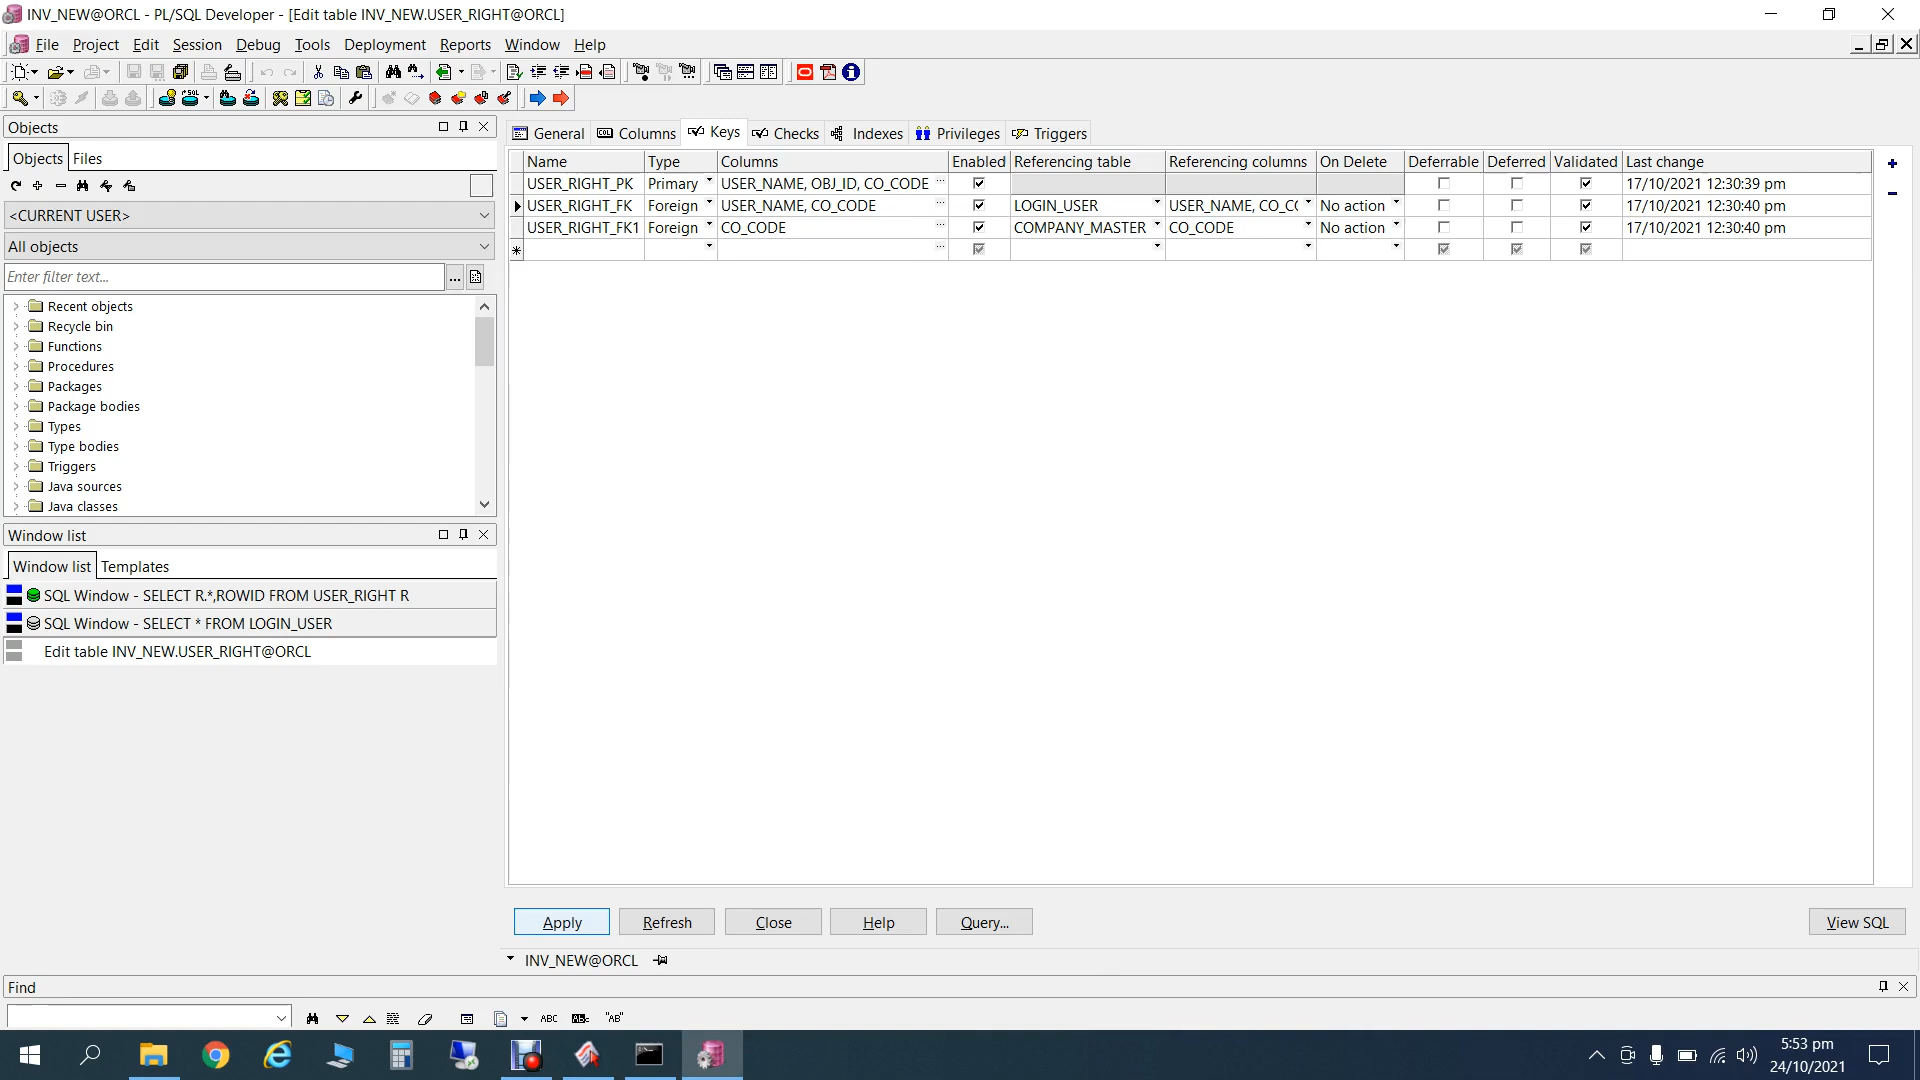 INV_NEW@ORCL - PL/SQL Developer - [Edit table INV_NEW.USER_RIGHT@ORCL]
File Project Edit Session Debug Tools Deployment Reports Window Help
Objects
Objects Files
<CURRENT USER>
All objects
Enter filter text...
Recent objects
Recycle bin
Functions
Procedures
Packages
Package bodies
Types
Type bodies
Triggers
Java sources
Java classes
Window list
Window list Templates
SQL Window - SELECT R.*,ROWID FROM USER_RIGHT R
SQL Window - SELECT * FROM LOGIN_USER
Edit table INV_NEW.USER_RIGHT@ORCL
General Columns Keys Checks Indexes Privileges Triggers
Name Type Columns Enabled Referencing table Referencing columns On Delete Deferrable Deferred Validated Last change
USER_RIGHT_PK Primary USER_NAME, OBJ_ID, CO_CODE ... 17/10/2021 12:30:39 pm
USER_RIGHT_FK Foreign USER_NAME, CO_CODE ... LOGIN_USER USER_NAME, CO_C( No action 17/10/2021 12:30:40 pm
USER_RIGHT_FK1 Foreign CO_CODE ... COMPANY_MASTER CO_CODE No action 17/10/2021 12:30:40 pm
...
Apply Refresh Close Help Query... View SQL
INV_NEW@ORCL
Find
ABC "AB"
5:53 pm
24/10/2021